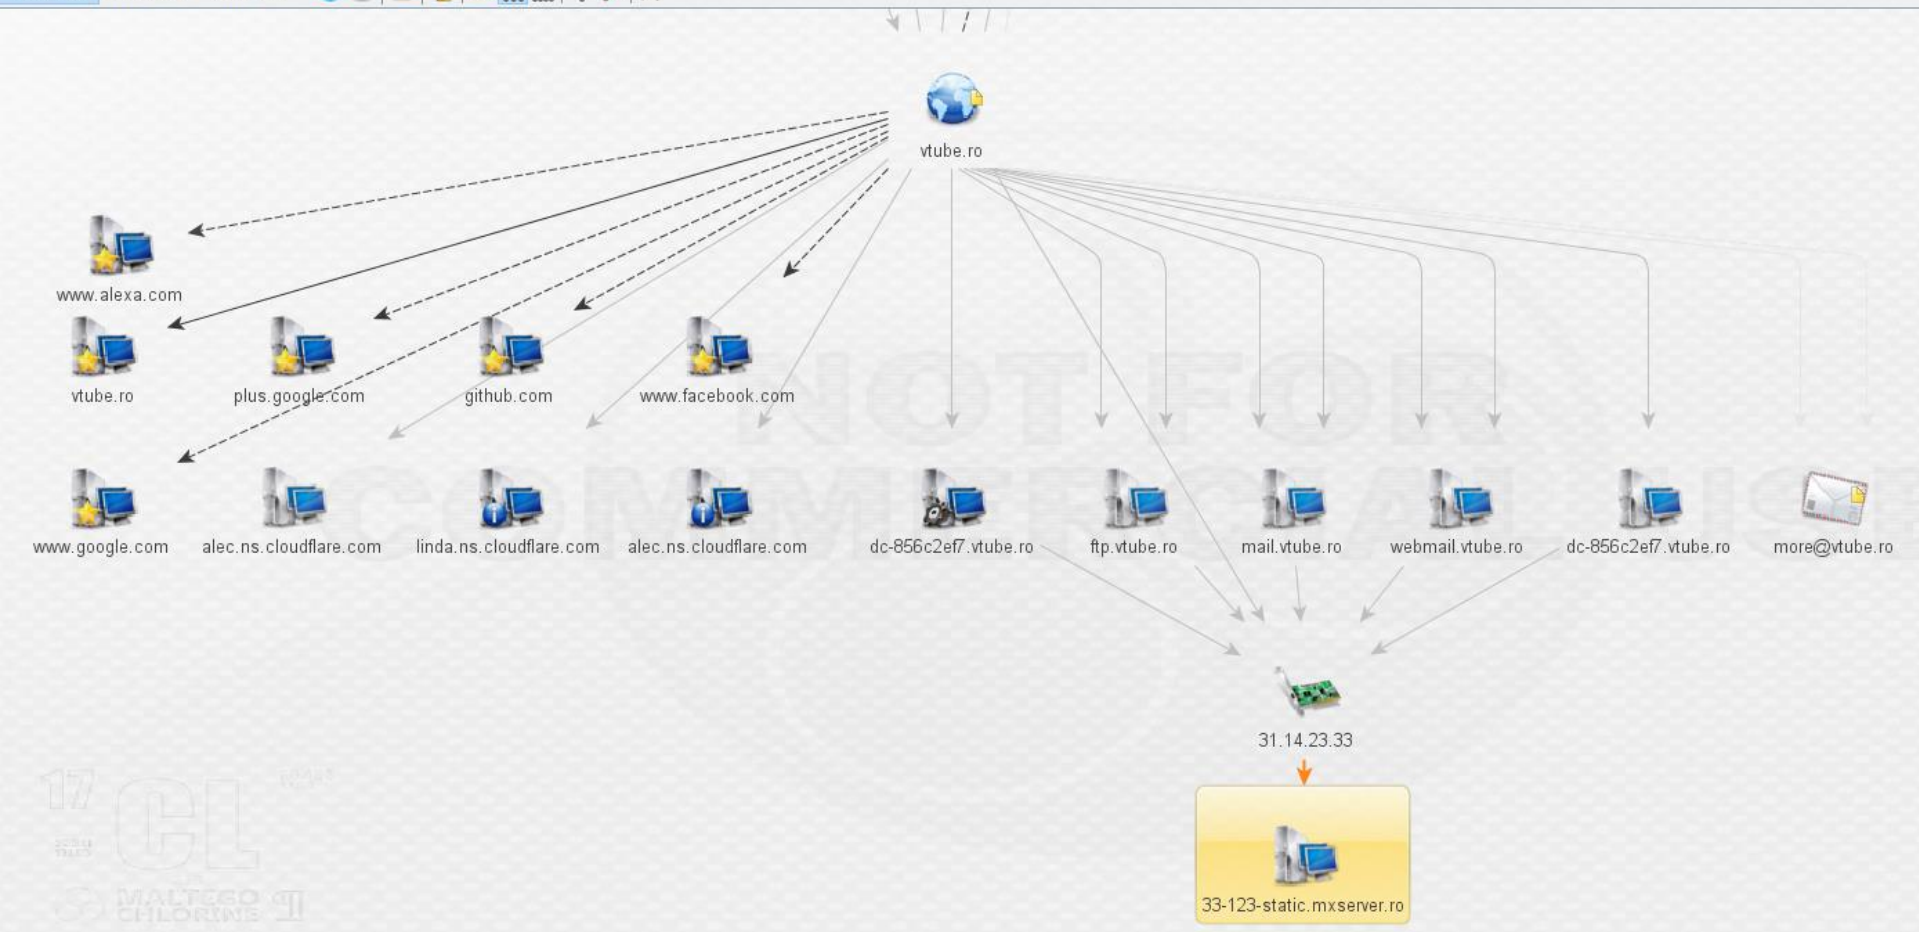 vtube.ro
www.alexa.com
vtube.ro
plus.google.com
github.com
www.facebook.com
www.google.com
alec.ns.cloudflare.com
linda.ns.cloudflare.com
alec.ns.cloudflare.com
dc-856c2ef7.vtube.ro
ftp.vtube.ro
mail.vtube.ro
webmail.vtube.ro
dc-856c2ef7.vtube.ro
more@vtube.ro
NOT FOR
COMMERCIAL USE
31.14.23.33
33-123-static.mxserver.ro
17
CL
MALTEGO
CHLORINE